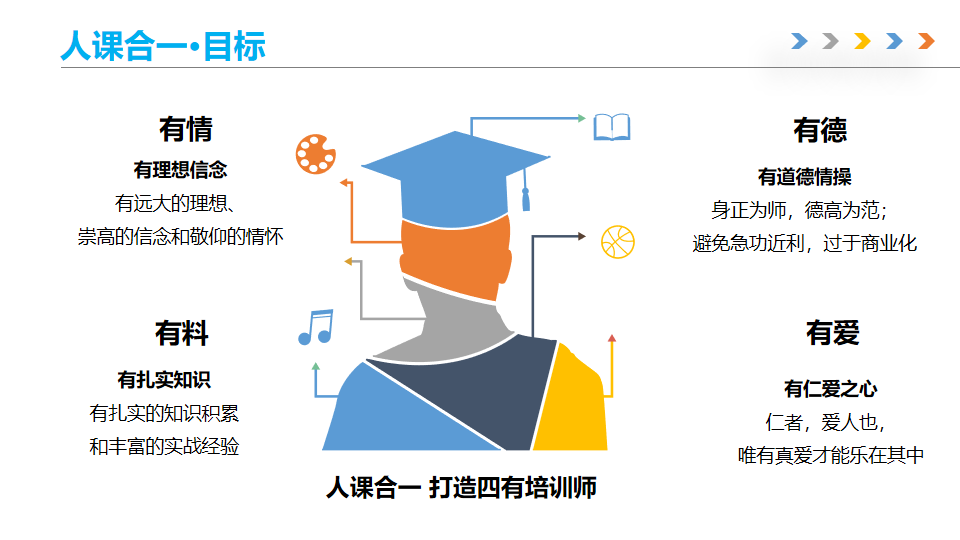 人课合一·目标
有情
有理想信念
有远大的理想、
崇高的信念和敬仰的情怀
有德
有道德情操
身正为师，德高为范；
避免急功近利，过于商业化
有料
有扎实知识
有扎实的知识积累
和丰富的实战经验
有爱
有仁爱之心
仁者，爱人也，
唯有真爱才能乐在其中
人课合一 打造四有培训师